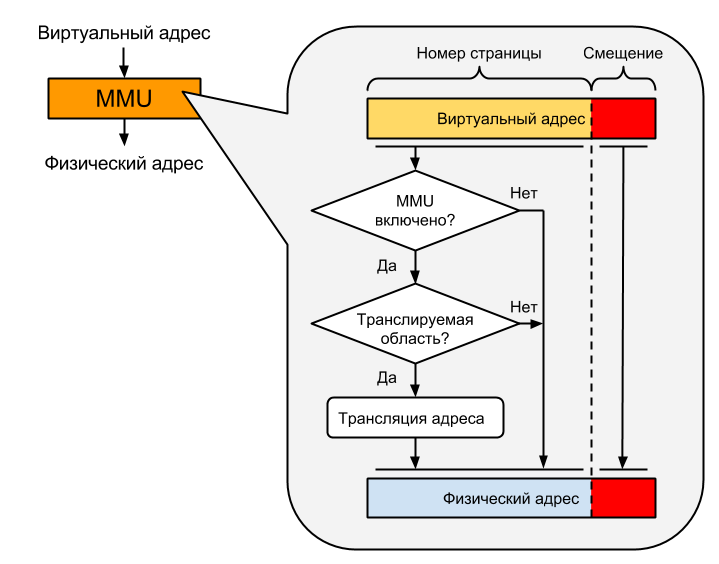 Виртуальный адрес
MMU
Физический адрес
Номер страницы
Смещение
Виртуальный адрес
MMU
включено?
Нет
Да
Транслируемая
область?
Нет
Да
Трансляция адреса
Физический адрес